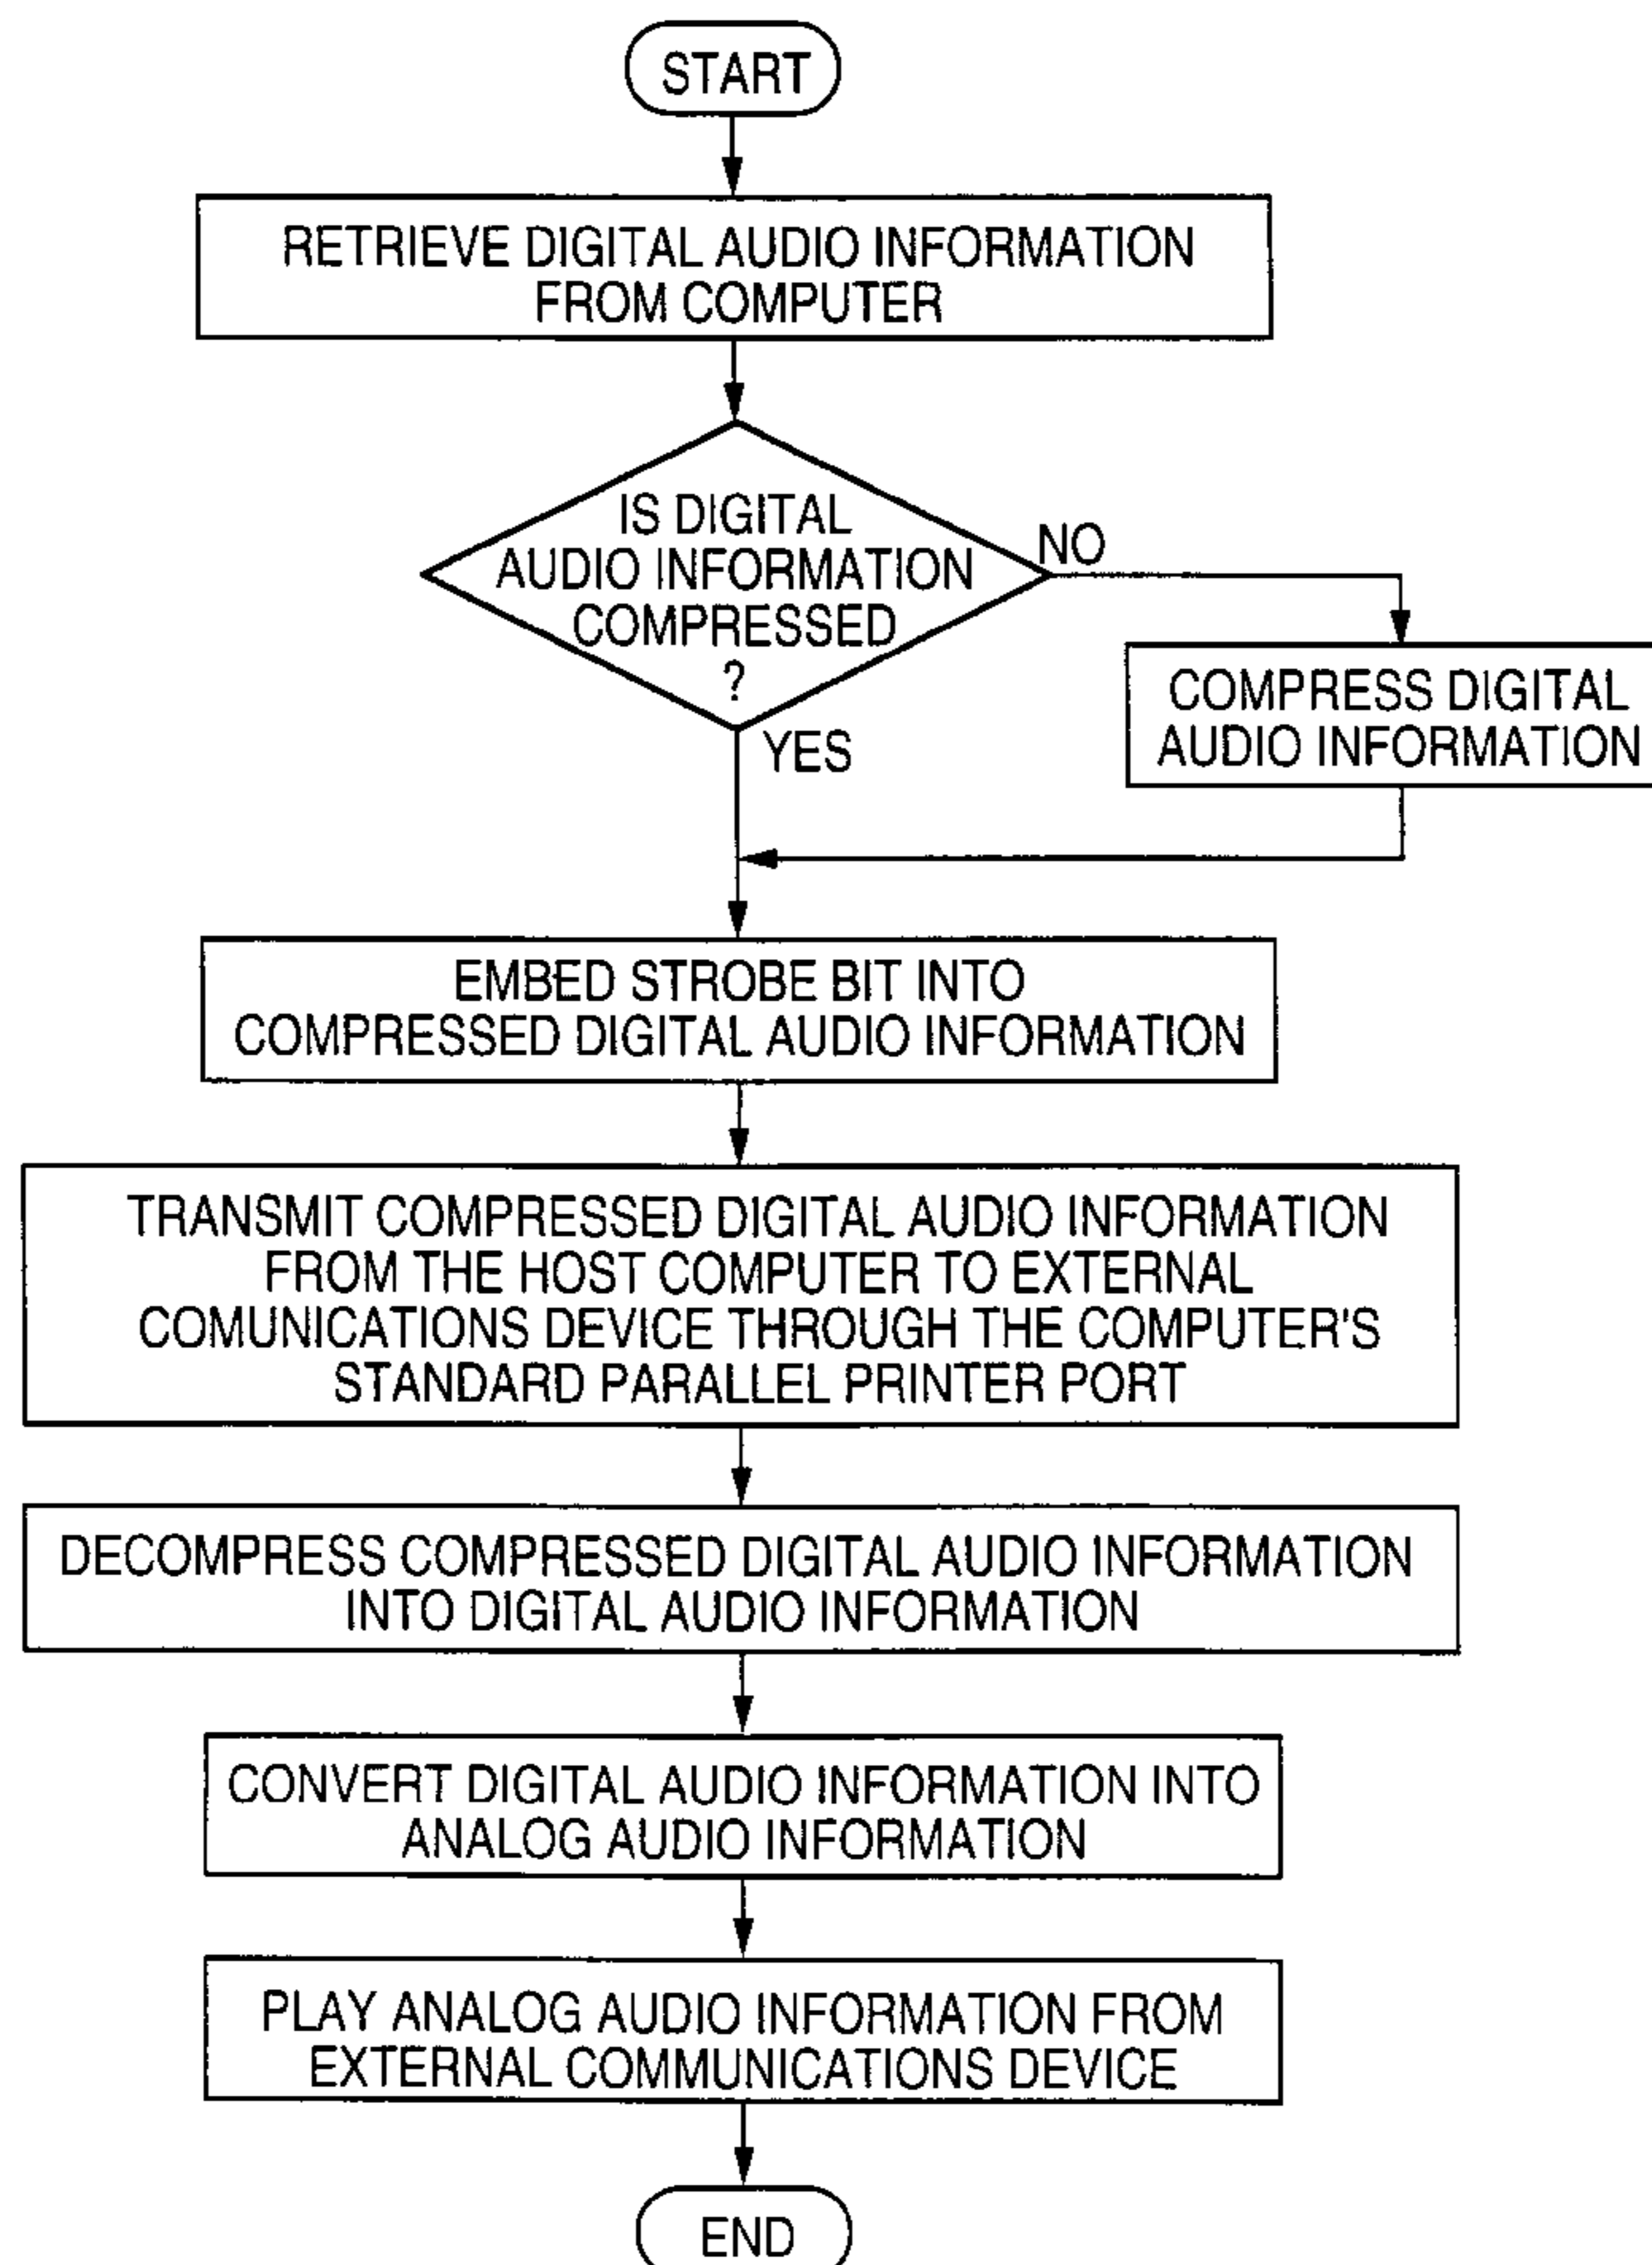 START
RETRIEVE DIGITAL AUDIO INFORMATION
FROM COMPUTER
IS DIGITAL
AUDIO INFORMATION
COMPRESSED
?
NO
COMPRESS DIGITAL
AUDIO INFORMATION
YES
EMBED STROBE BIT INTO
COMPRESSED DIGITAL AUDIO INFORMATION
TRANSMIT COMPRESSED DIGITAL AUDIO INFORMATION
FROM THE HOST COMPUTER TO EXTERNAL
COMUNICATIONS DEVICE THROUGH THE COMPUTER'S
STANDARD PARALLEL PRINTER PORT
DECOMPRESS COMPRESSED DIGITAL AUDIO INFORMATION
INTO DIGITAL AUDIO INFORMATION
CONVERT DIGITAL AUDIO INFORMATION INTO
ANALOG AUDIO INFORMATION
PLAY ANALOG AUDIO INFORMATION FROM
EXTERNAL COMMUNICATIONS DEVICE
END